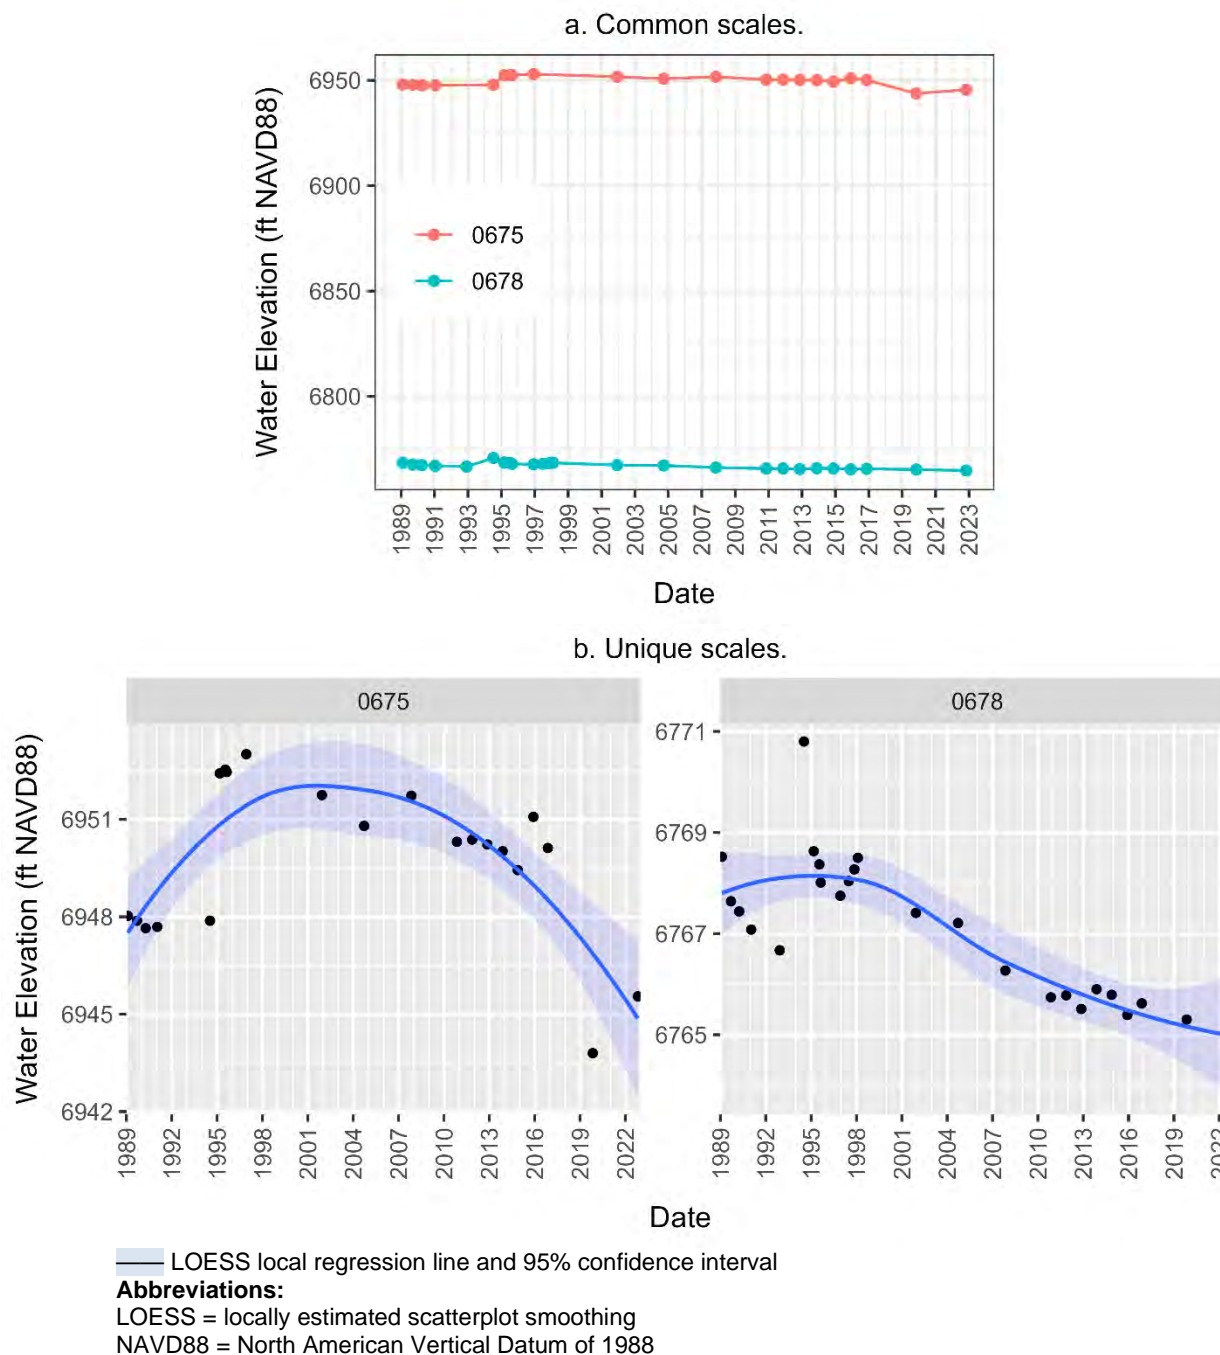 a. Common scales.
Water Elevation (ft NAVD88)
6950
6900
6850
6800
0675
0678
1989 1991 1993 1995 1997 1999 2001 2003 2005 2007 2009 2011 2013 2015 2017 2019 2021 2023
Date
b. Unique scales.
Water Elevation (ft NAVD88)
0675
6951
6948
6945
6942
1989 1992 1995 1998 2001 2004 2007 2010 2013 2016 2019 2022
0678
6771
6769
6767
6765
1989 1992 1995 1998 2001 2004 2007 2010 2013 2016 2019 2022
Date
LOESS local regression line and 95% confidence interval
Abbreviations:
LOESS = locally estimated scatterplot smoothing
NAVD88 = North American Vertical Datum of 1988